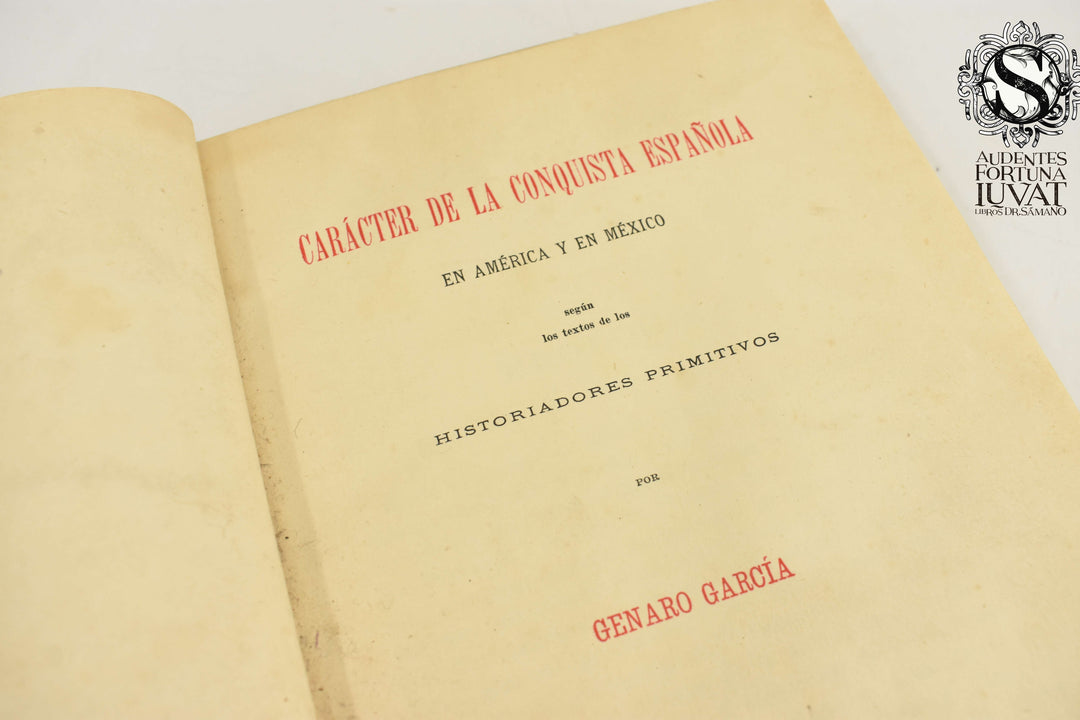 CARÁCTER DE LA CONQUISTA ESPAÑOLA
EN AMÉRICA Y EN MÉXICO
según
los textos de los
HISTORIADORES PRIMITIVOS
POR
GENARO GARCÍA
S
AUDENTES
FORTUNA
IUVAT
LIBROS DR. SÁMANO